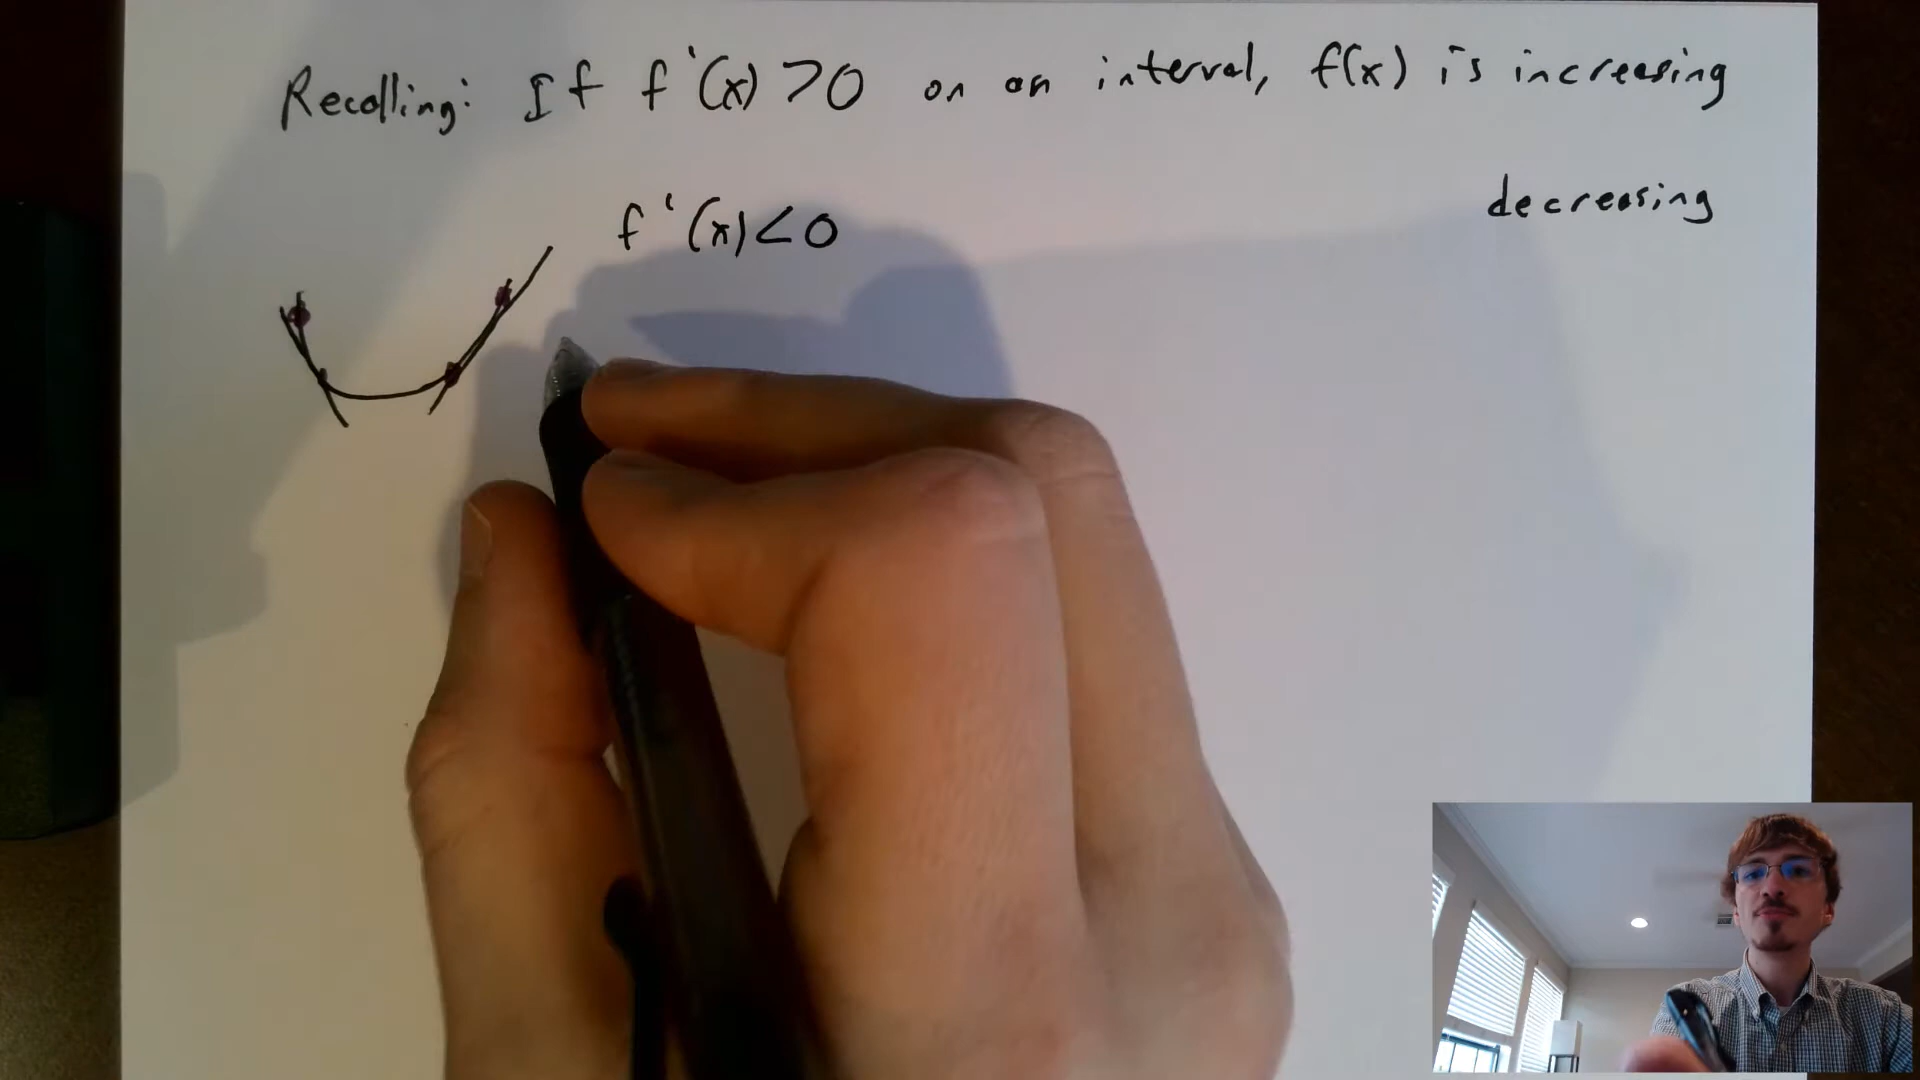 Recalling: If f'(x) >0 on an interval, f(x) is increasing
f'(x)<0 decreasing